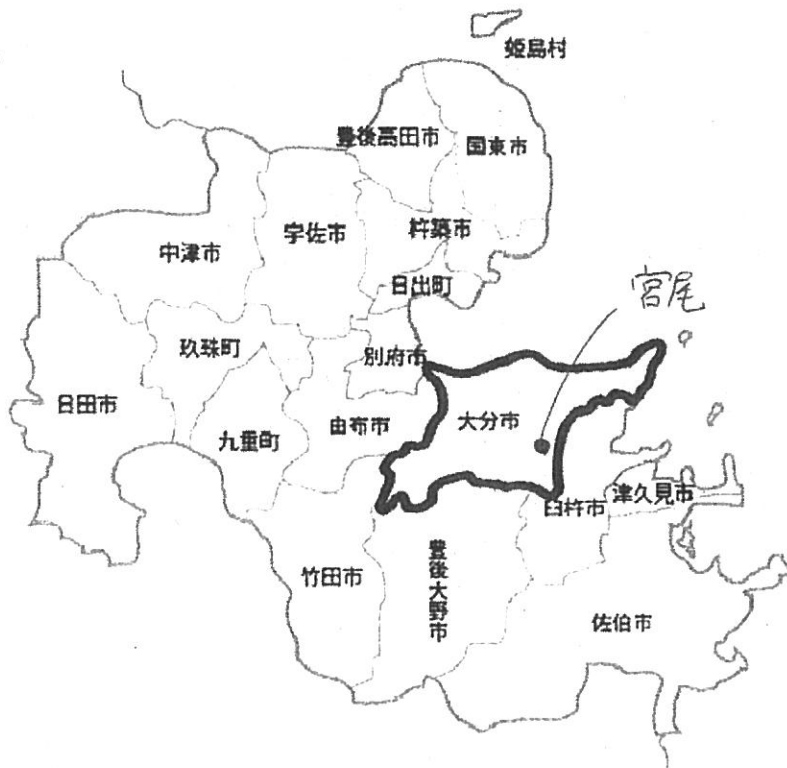 姫島村
豊後高田市
国東市
中津市
宇佐市
杵築市
日出町
宮尾
玖珠町
別府市
日田市
九重町
由布市
大分市
津久見市
臼杵市
竹田市
豊後大野市
佐伯市